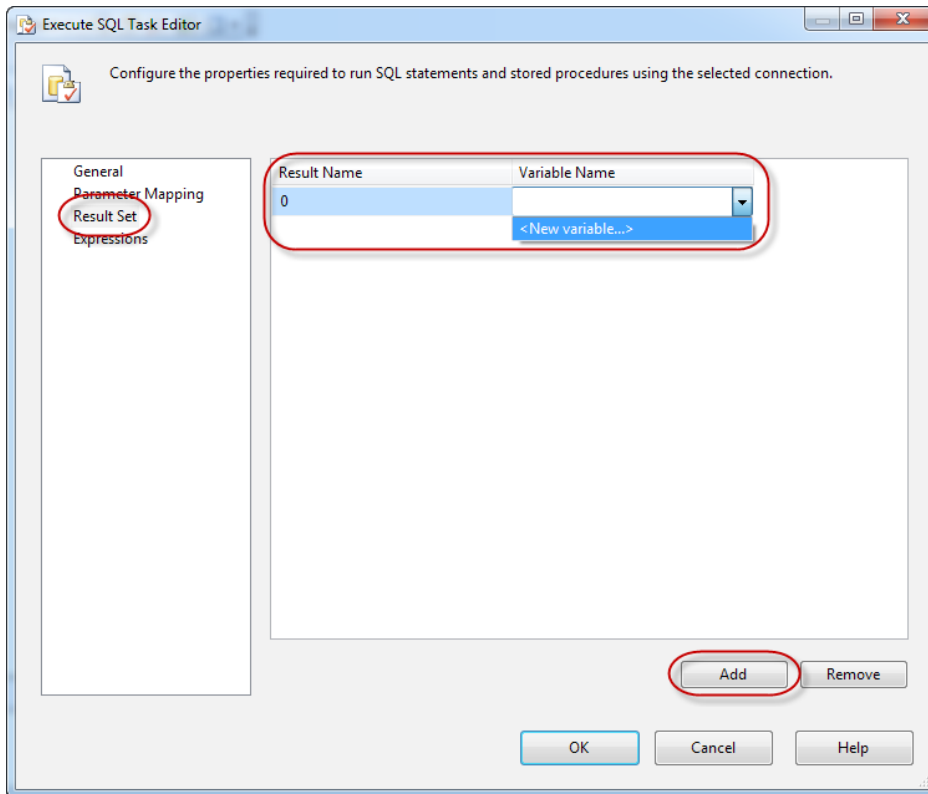 Execute SQL Task Editor
Configure the properties required to run SQL statements and stored procedures using the selected connection.
General
Parameter Mapping
Result Set
Expressions
Result Name Variable Name
0
<New variable...>
Add Remove
OK Cancel Help